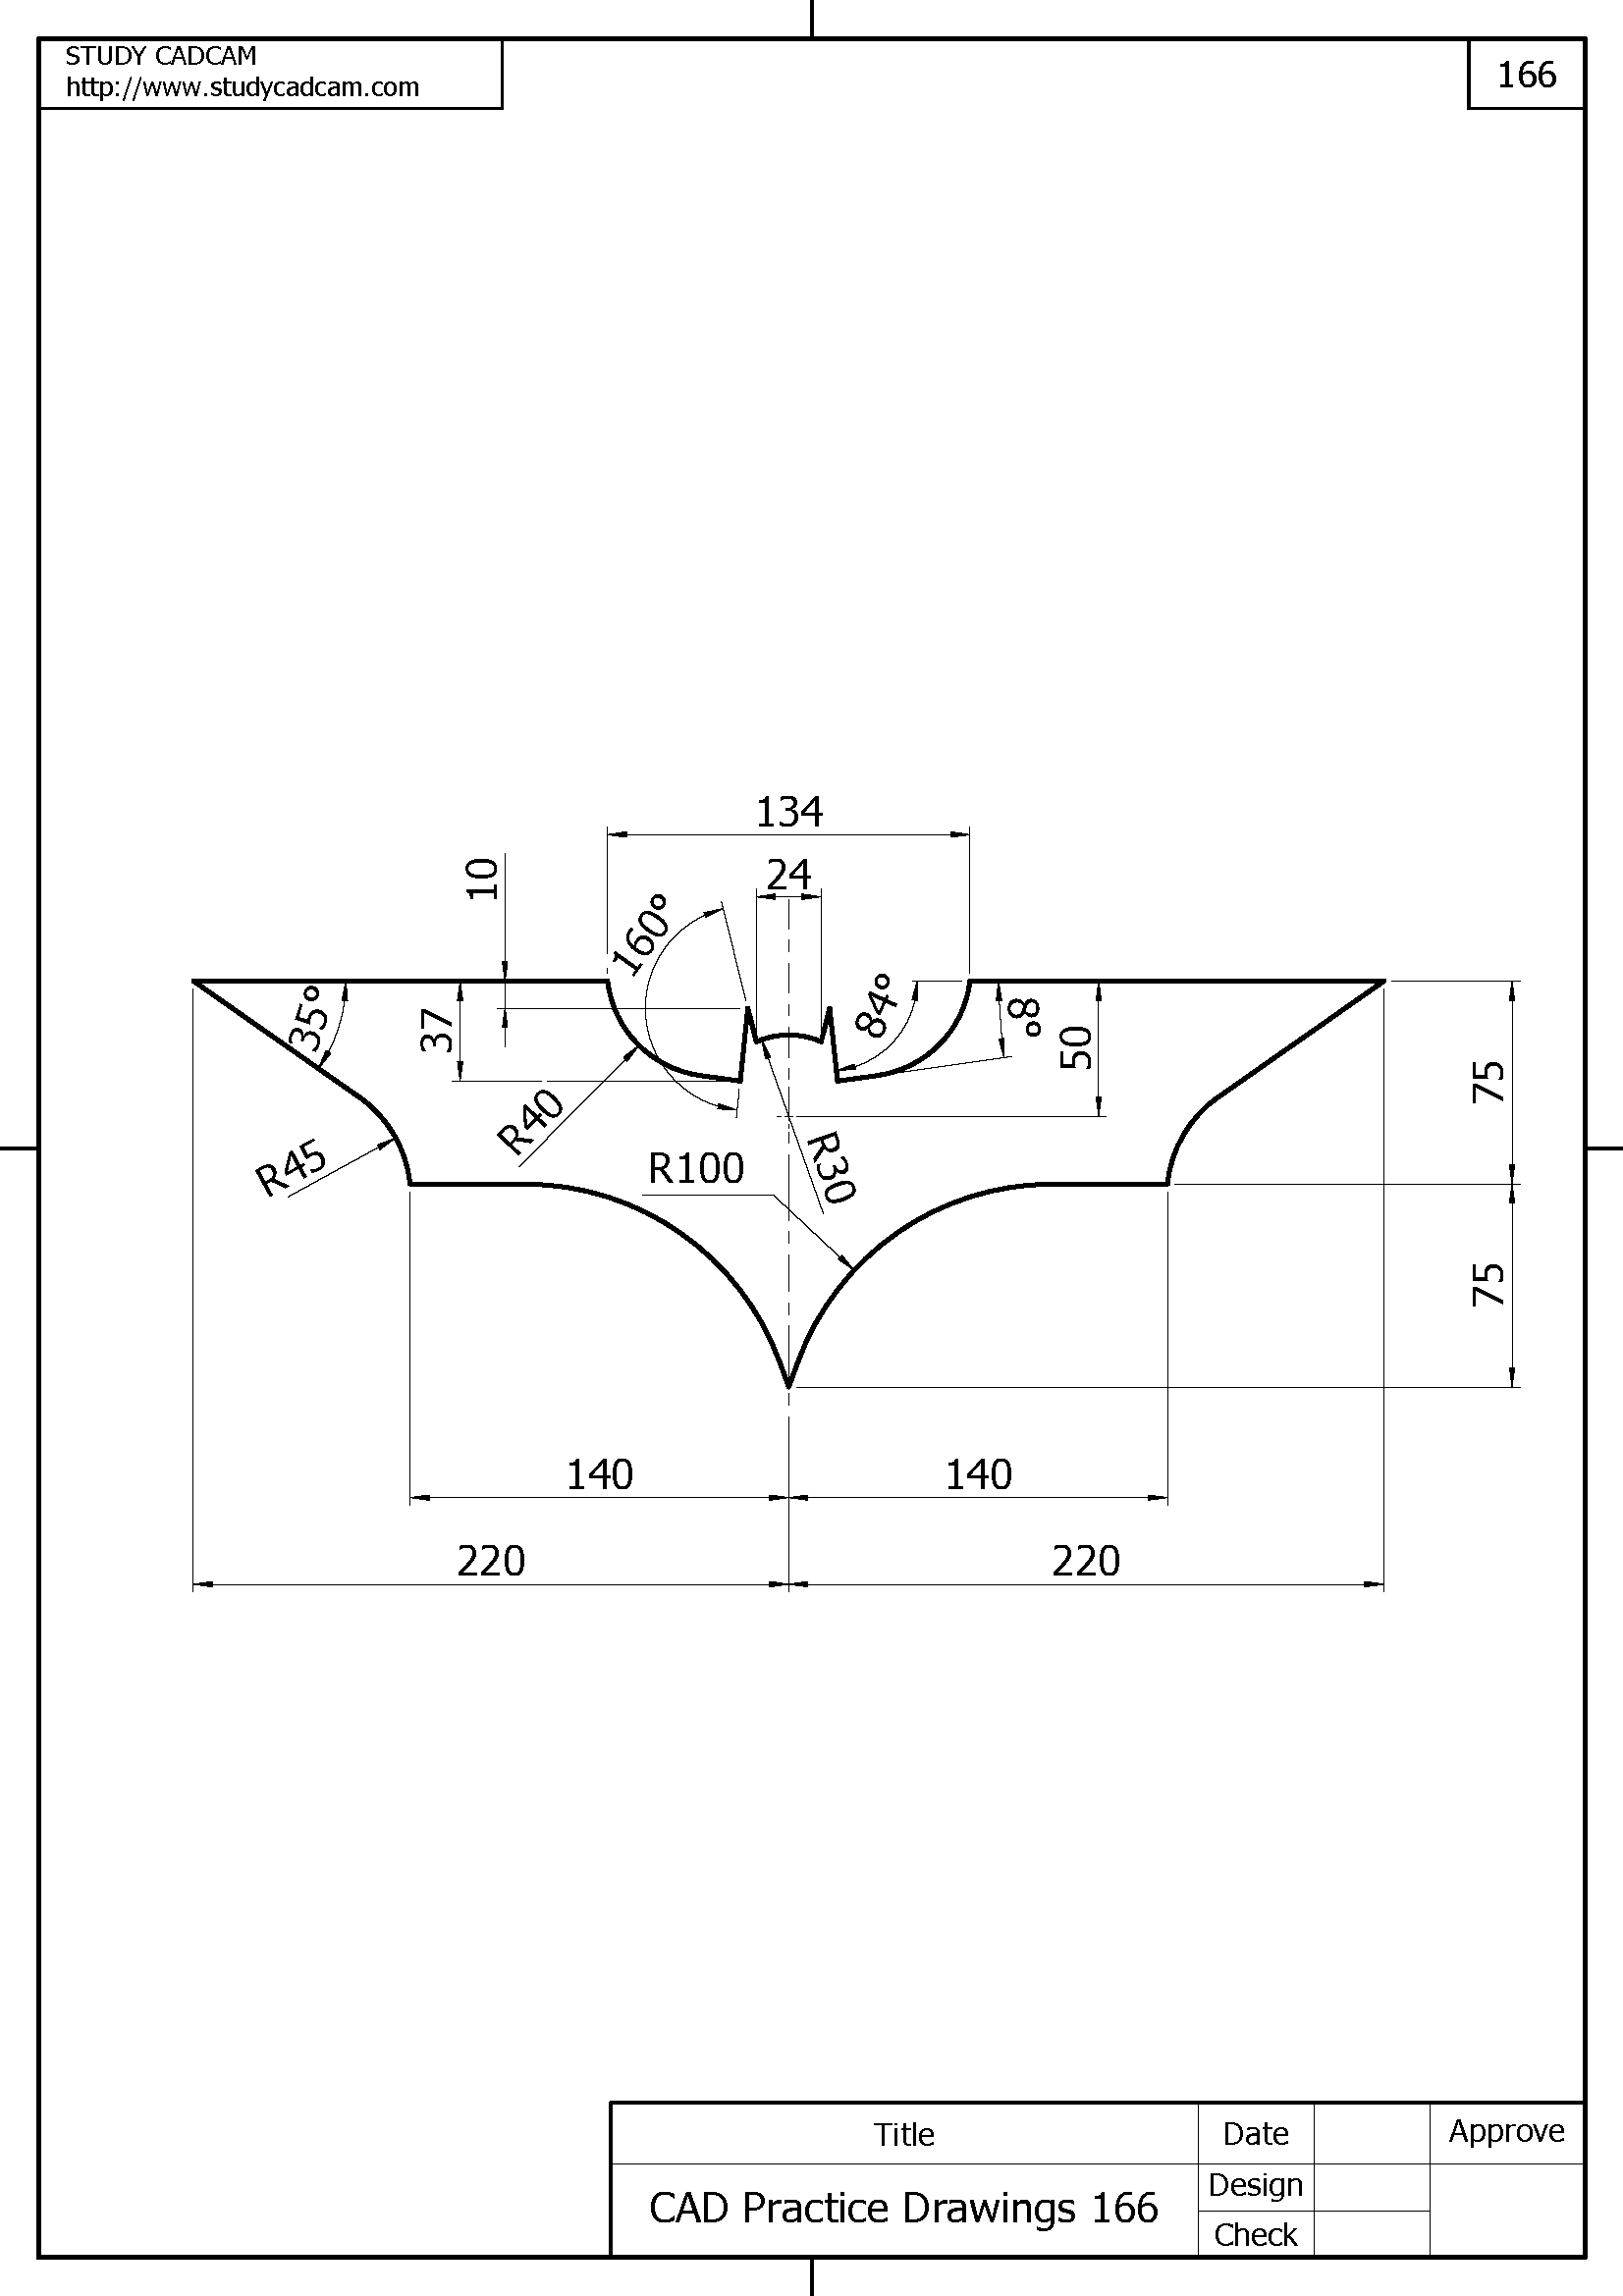 STUDY CADCAM
http://www.studycadcam.com
166
134
24
10
160°
35°
37
84°
8°
50
75
R40
R45
R100
R30
75
140
140
220
220
Title
Date
Approve
CAD Practice Drawings 166
Design
Check